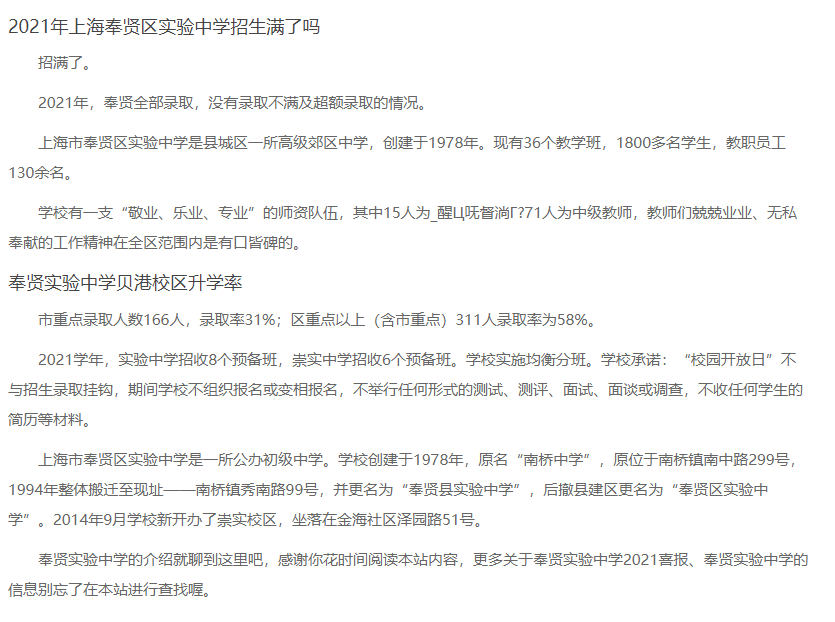 2021年上海奉贤区实验中学招生满了吗
招满了。
2021年，奉贤全部录取，没有录取不满及超额录取的情况。
上海市奉贤区实验中学是县城区一所高级郊区中学，创建于1978年。现有36个教学班，1800多名学生，教职员工
130余名。
学校有一支“敬业、乐业、专业”的师资队伍，其中15人为_醒Ц呒督淌Γ?71人为中级教师，教师们兢兢业业、无私
奉献的工作精神在全区范围内是有口皆碑的。
奉贤实验中学贝港校区升学率
市重点录取人数166人，录取率31%；区重点以上（含市重点）311人录取率为58%。
2021学年，实验中学招收8个预备班，崇实中学招收6个预备班。学校实施均衡分班。学校承诺：“校园开放日”不
与招生录取挂钩，期间学校不组织报名或变相报名，不举行任何形式的测试、测评、面试、面谈或调查，不收任何学生的
简历等材料。
上海市奉贤区实验中学是一所公办初级中学。学校创建于1978年，原名“南桥中学”，原位于南桥镇南中路299号，
1994年整体搬迁至现址——南桥镇秀南路99号，并更名为“奉贤县实验中学”，后撤县建区更名为“奉贤区实验中
学”。2014年9月学校新开办了崇实校区，坐落在金海社区泽园路51号。
奉贤实验中学的介绍就聊到这里吧，感谢你花时间阅读本站内容，更多关于奉贤实验中学2021喜报、奉贤实验中学的
信息别忘了在本站进行查找喔。